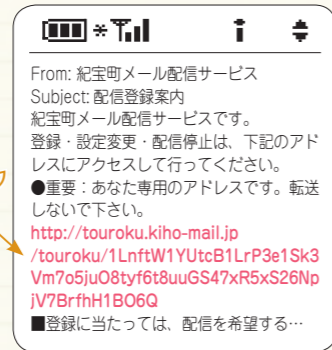 From: 紀宝町メール配信サービス
Subject: 配信登録案内
紀宝町メール配信サービスです。
登録・設定変更・配信停止は、下記のアド
レスにアクセスして行ってください。
●重要：あなた専用のアドレスです。転送
しないで下さい。
http://touroku.kiho-mail.jp
/touroku/1LnftW1YUtcB1LrP3e1Sk3
Vm7o5juO8tyf6t8uuGS47xR5xS26Np
jV7BrfhH1BO6Q
■登録に当たっては、配信を希望する…